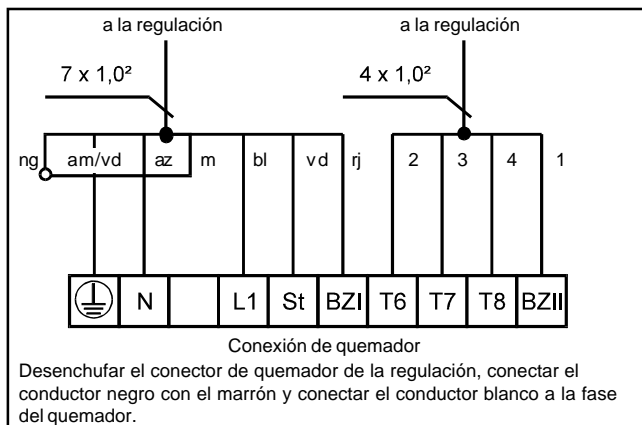 a la regulación a la regulación
7 x 1,0² 4 x 1,0²
ng am/vd az m bl vd rj 2 3 4 1
N L1 St BZI T6 T7 T8 BZII
Conexión de quemador
Desenchufar el conector de quemador de la regulación, conectar el
conductor negro con el marrón y conectar el conductor blanco a la fase
del quemador.